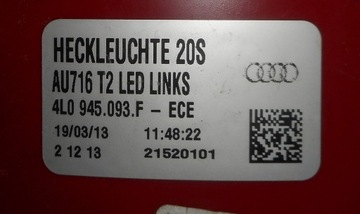 HECKLEUCHTE 20S
AU716 T2 LED LINKS
4L0 945.093.F - ECE
19/03/13 11:48:22
2 12 13 21520101